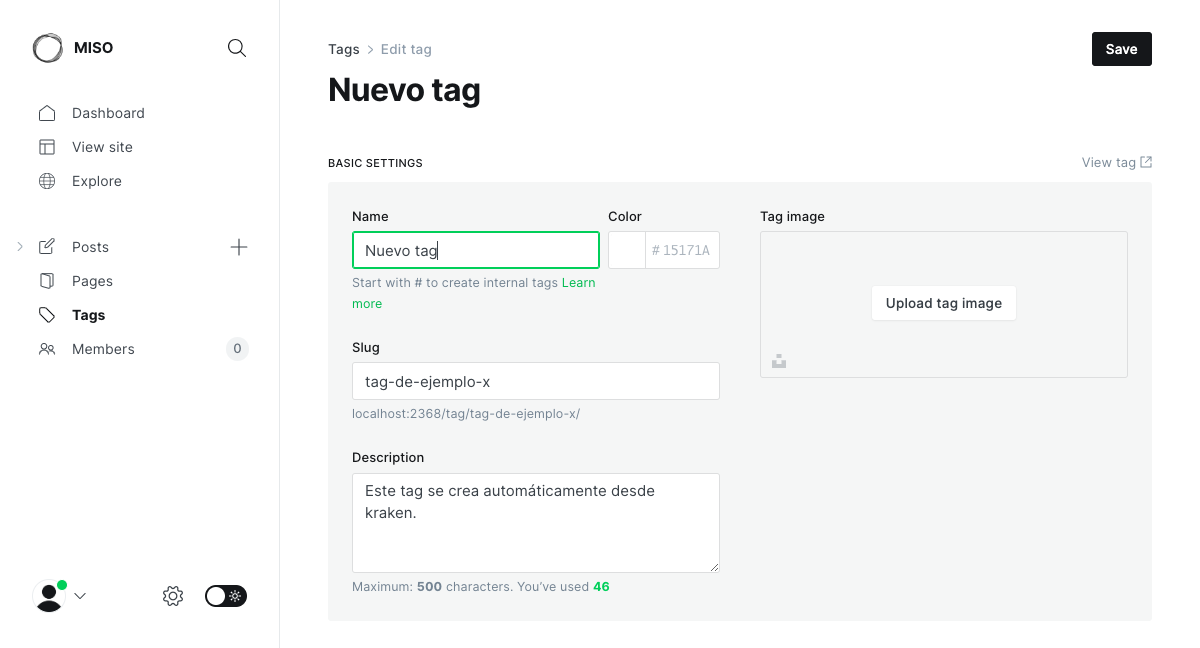 MISO
Dashboard
View site
Explore
Posts
Pages
Tags
Members
0
Tags > Edit tag
Save
Nuevo tag
BASIC SETTINGS
View tag
Name
Nuevo tag
Start with # to create internal tags Learn
more
Color
# 15171A
Slug
tag-de-ejemplo-x
localhost:2368/tag/tag-de-ejemplo-x/
Description
Este tag se crea automáticamente desde
kraken.
Maximum: 500 characters. You’ve used 46
Tag image
Upload tag image